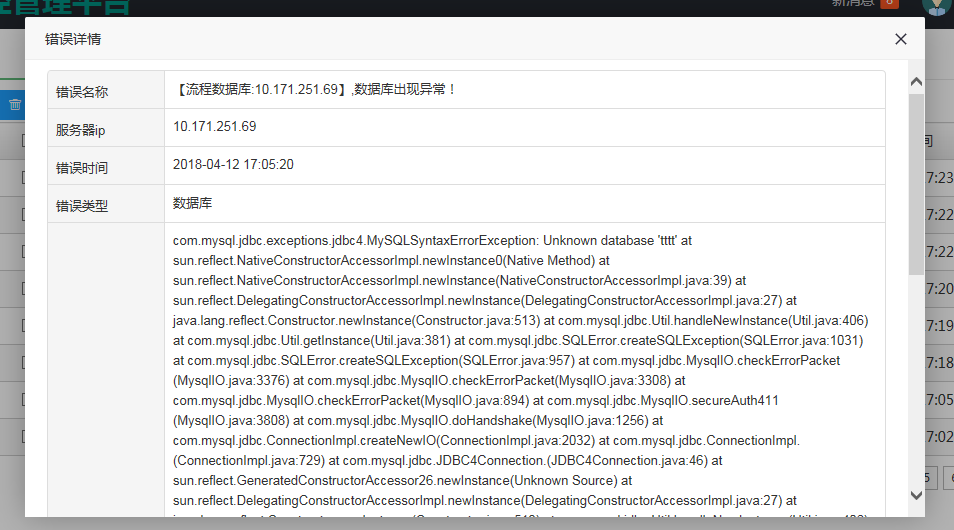 管理平台
新消息 6
错误详情
错误名称 【流程数据库:10.171.251.69】,数据库出现异常！
服务器ip 10.171.251.69
错误时间 2018-04-12 17:05:20
错误类型 数据库
com.mysql.jdbc.exceptions.jdbc4.MySQLSyntaxErrorException: Unknown database 'tttt' at
sun.reflect.NativeConstructorAccessorImpl.newInstance0(Native Method) at
sun.reflect.NativeConstructorAccessorImpl.newInstance(NativeConstructorAccessorImpl.java:39) at
sun.reflect.DelegatingConstructorAccessorImpl.newInstance(DelegatingConstructorAccessorImpl.java:27) at
java.lang.reflect.Constructor.newInstance(Constructor.java:513) at com.mysql.jdbc.Util.handleNewInstance(Util.java:406)
at com.mysql.jdbc.Util.getInstance(Util.java:381) at com.mysql.jdbc.SQLError.createSQLException(SQLError.java:1031)
at com.mysql.jdbc.SQLError.createSQLException(SQLError.java:957) at com.mysql.jdbc.MysqlIO.checkErrorPacket
(MysqlIO.java:3376) at com.mysql.jdbc.MysqlIO.checkErrorPacket(MysqlIO.java:3308) at
com.mysql.jdbc.MysqlIO.checkErrorPacket(MysqlIO.java:894) at com.mysql.jdbc.MysqlIO.secureAuth411
(MysqlIO.java:3808) at com.mysql.jdbc.MysqlIO.doHandshake(MysqlIO.java:1256) at
com.mysql.jdbc.ConnectionImpl.createNewIO(ConnectionImpl.java:2032) at com.mysql.jdbc.ConnectionImpl.
(ConnectionImpl.java:729) at com.mysql.jdbc.JDBC4Connection.(JDBC4Connection.java:46) at
sun.reflect.GeneratedConstructorAccessor26.newInstance(Unknown Source) at
sun.reflect.DelegatingConstructorAccessorImpl.newInstance(DelegatingConstructorAccessorImpl.java:27) at
间
7:23
7:22
7:22
7:20
7:19
7:18
7:05
7:02
5 6